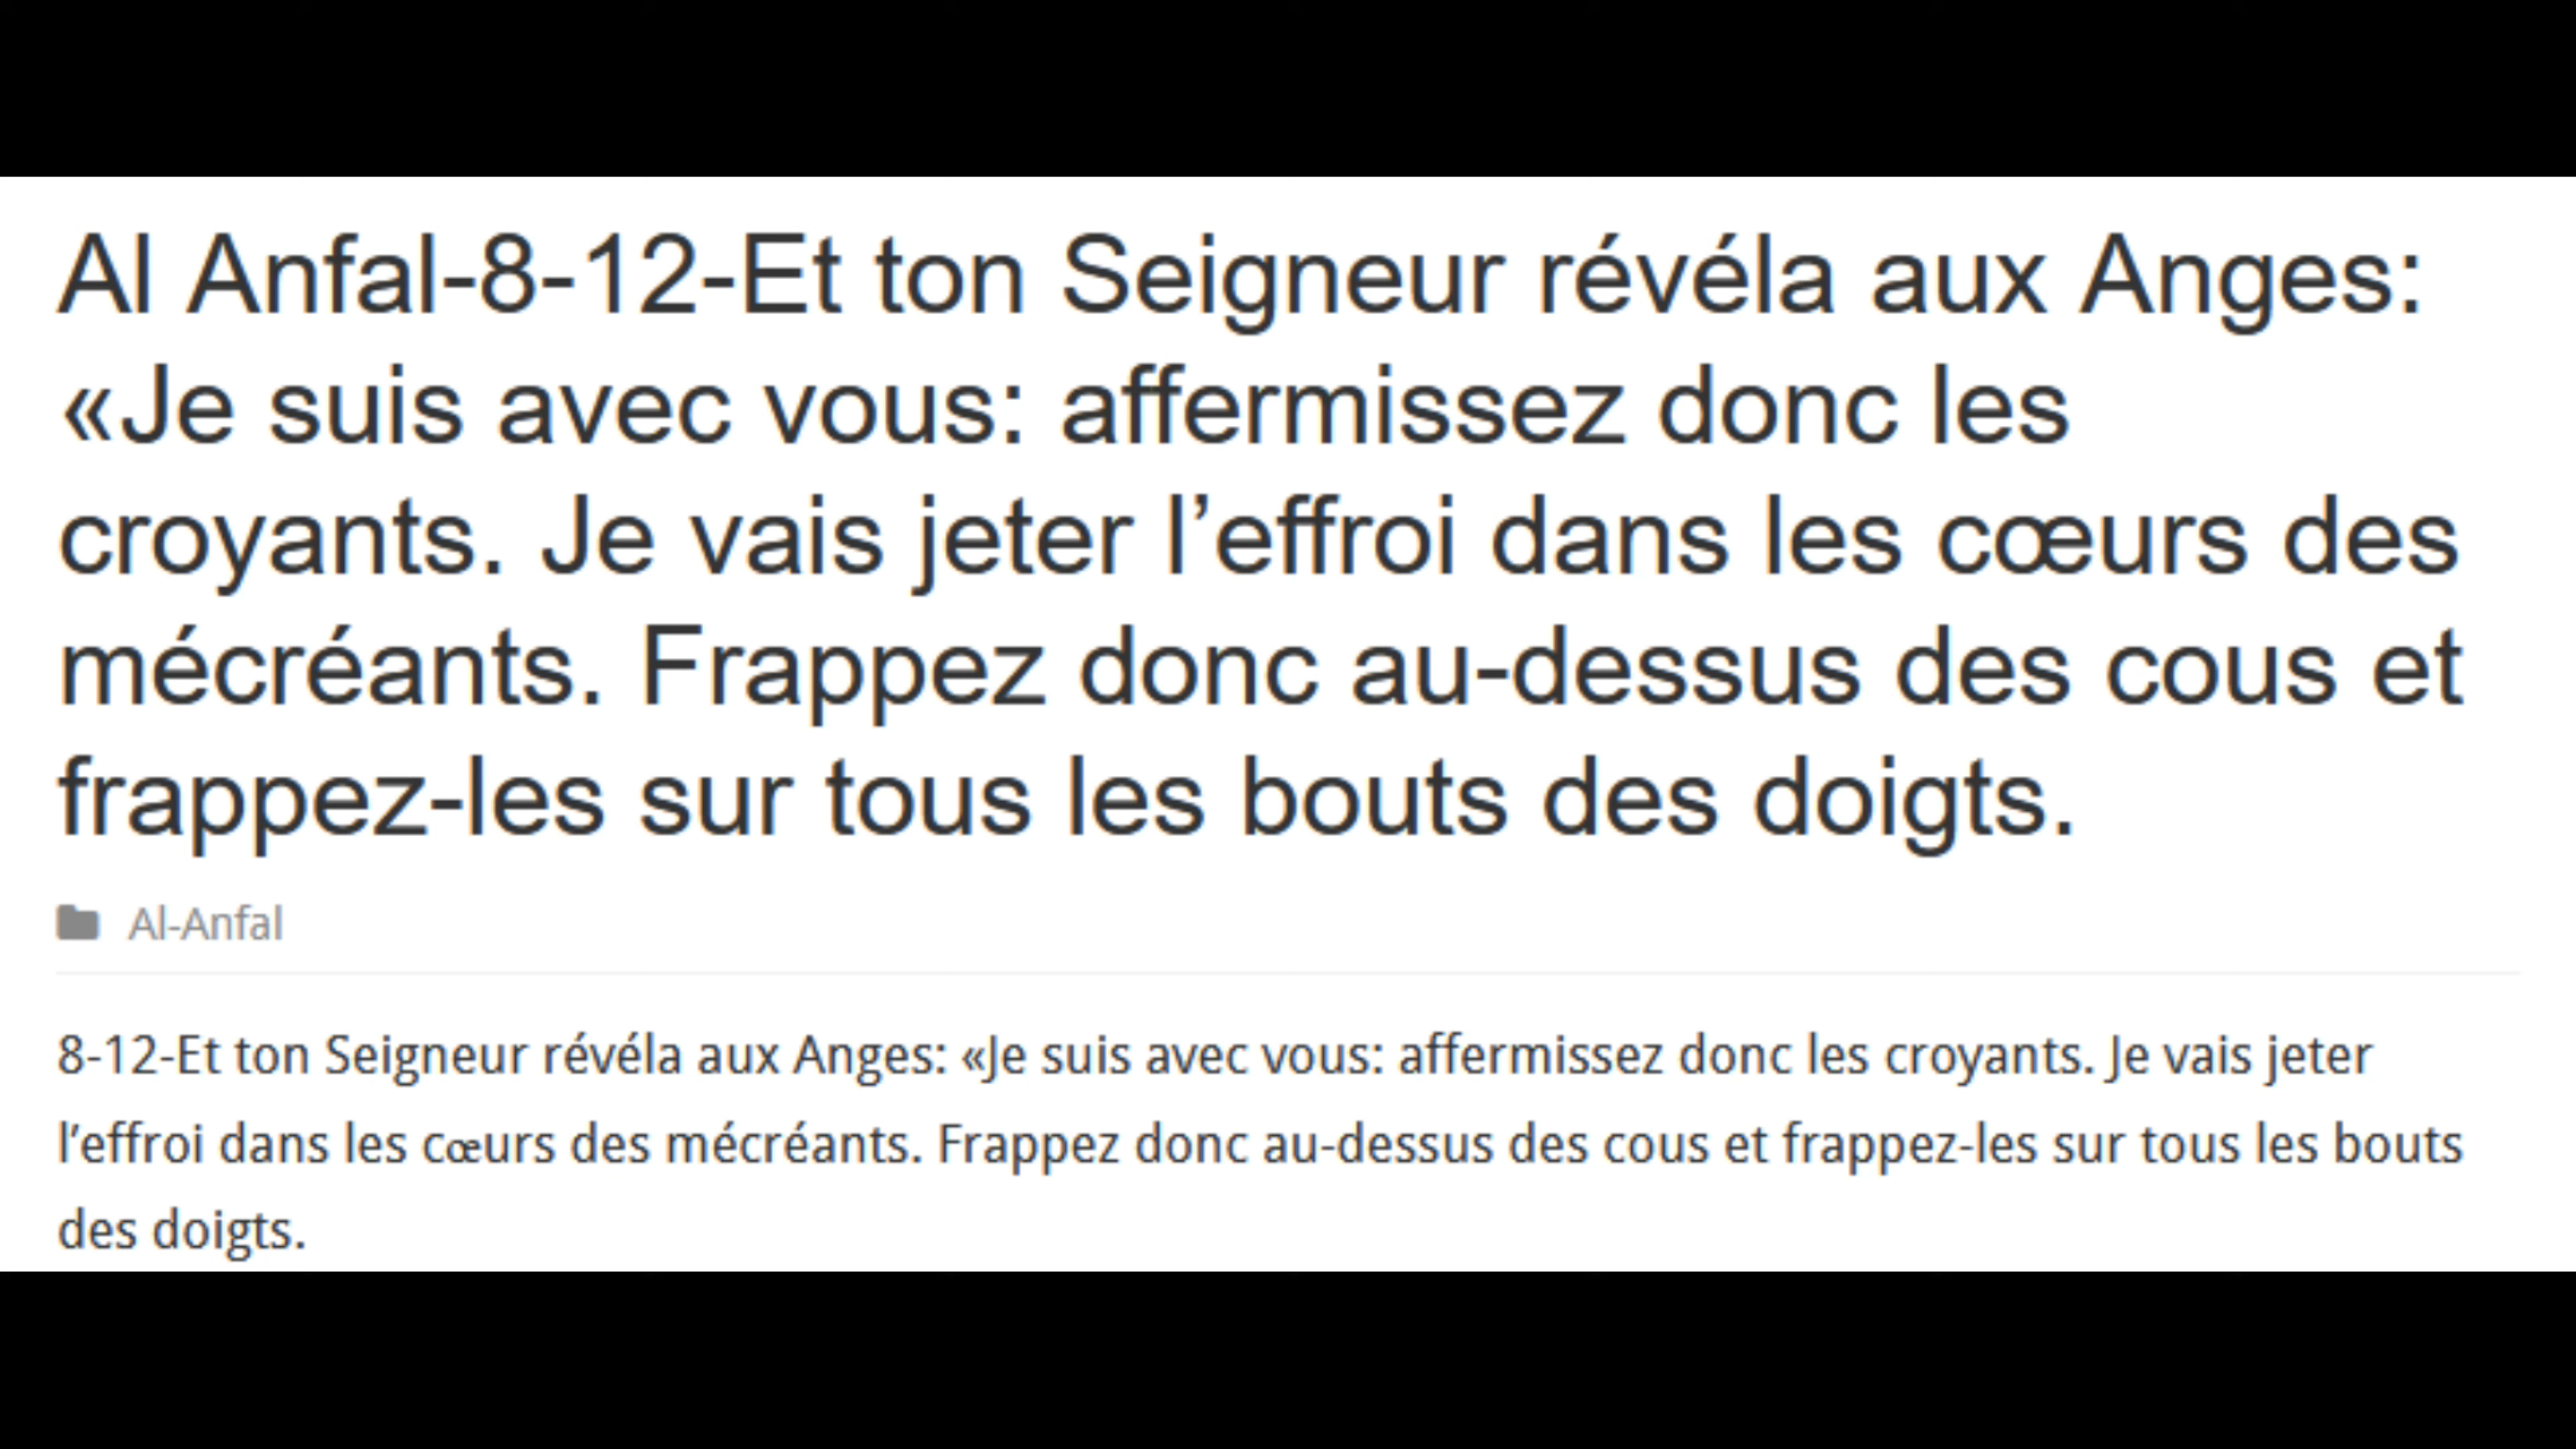 Al Anfal-8-12-Et ton Seigneur révéla aux Anges:
«Je suis avec vous: affermissez donc les
croyants. Je vais jeter l’effroi dans les cœurs des
mécréants. Frappez donc au-dessus des cous et
frappez-les sur tous les bouts des doigts.
Al-Anfal
8-12-Et ton Seigneur révéla aux Anges: «Je suis avec vous: affermissez donc les croyants. Je vais jeter
l’effroi dans les cœurs des mécréants. Frappez donc au-dessus des cous et frappez-les sur tous les bouts
des doigts.